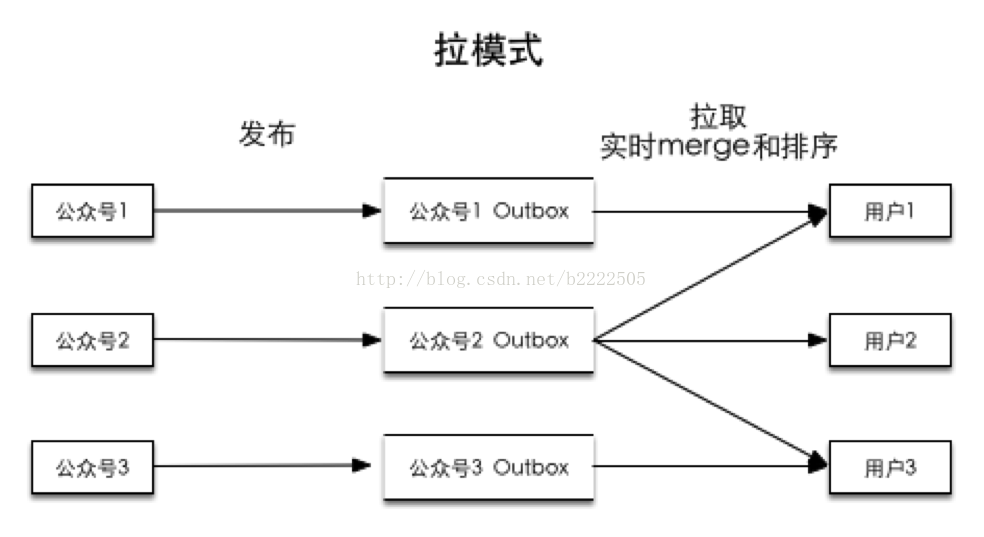 拉模式
发布
拉取
实时merge和排序
公众号1
公众号1 Outbox
用户1
http://blog.csdn.net/b2222505
公众号2
公众号2 Outbox
用户2
公众号3
公众号3 Outbox
用户3